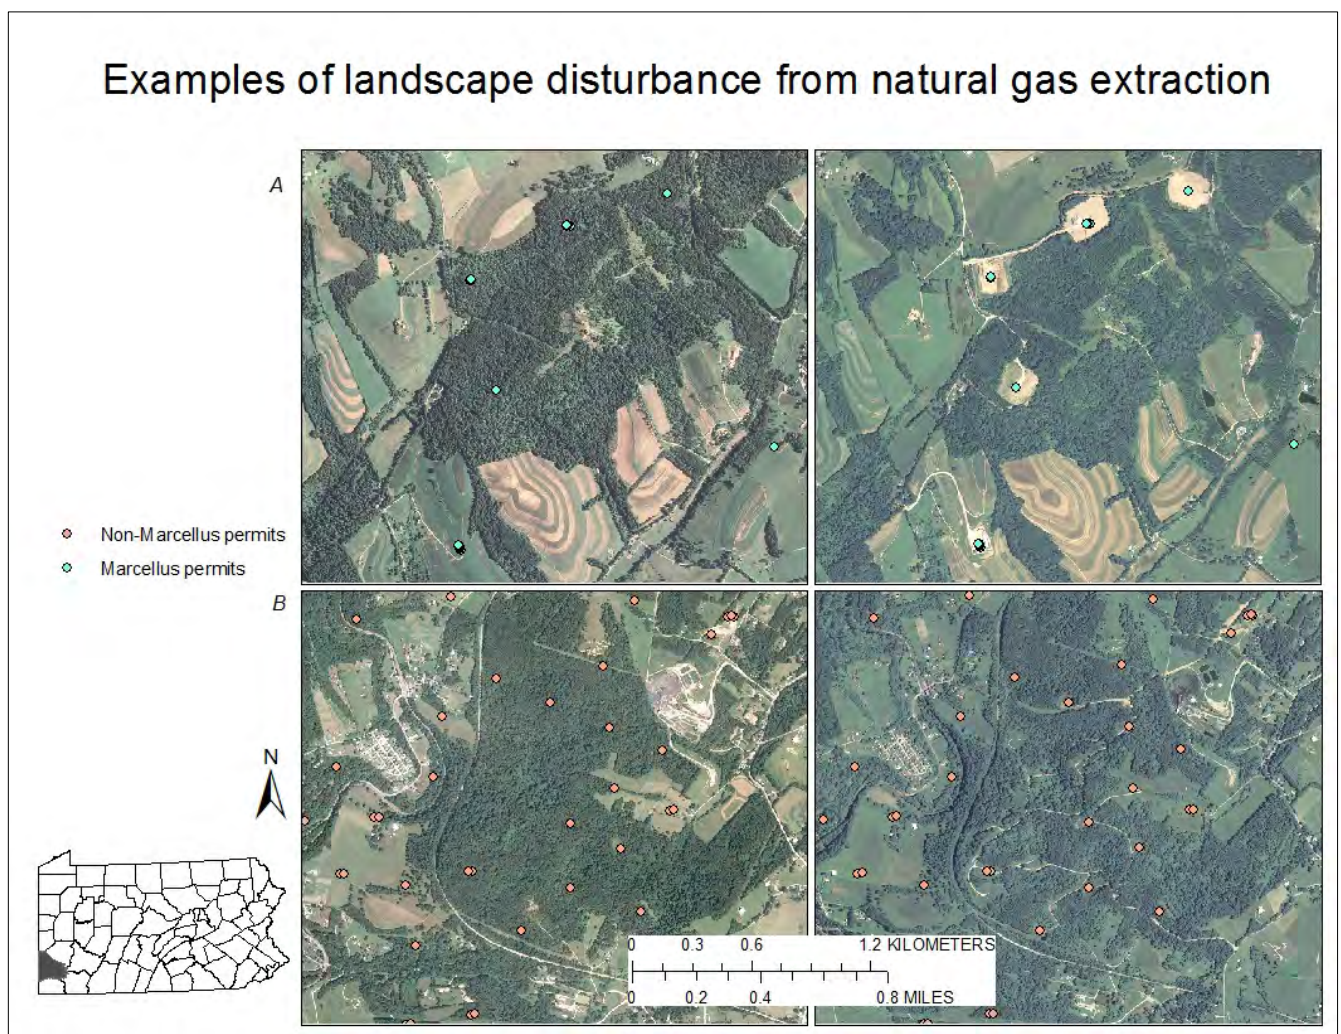 Examples of landscape disturbance from natural gas extraction
A
Non-Marcellus permits
Marcellus permits
B
N
0 0.3 0.6 1.2 KILOMETERS
0 0.2 0.4 0.8 MILES